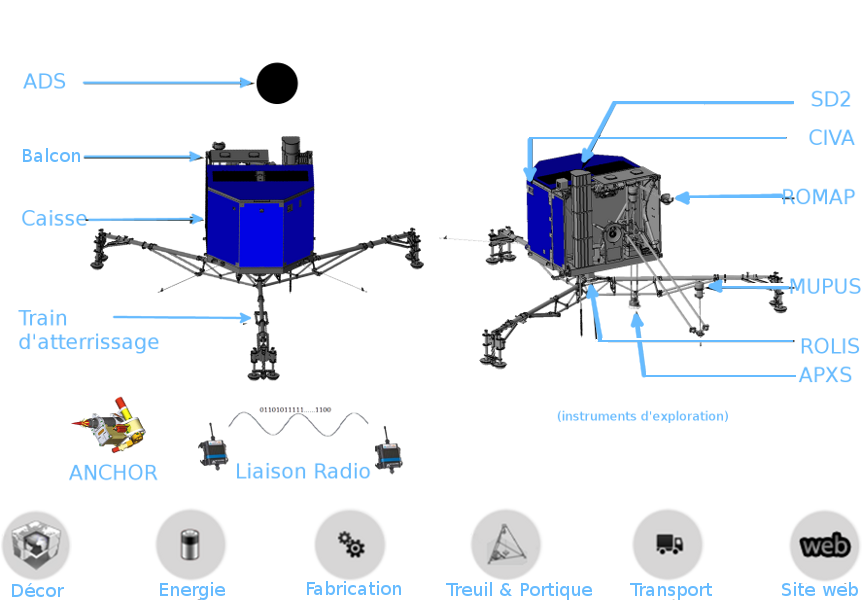 ADS
Balcon
Caisse
Train
d'atterrissage
SD2
CIVA
ROMAP
MUPUS
ROLIS
APXS
(instruments d'exploration)
01101011111.....1100
ANCHOR
Liaison Radio
web
Décor
Energie
Fabrication
Treuil & Portique
Transport
Site web